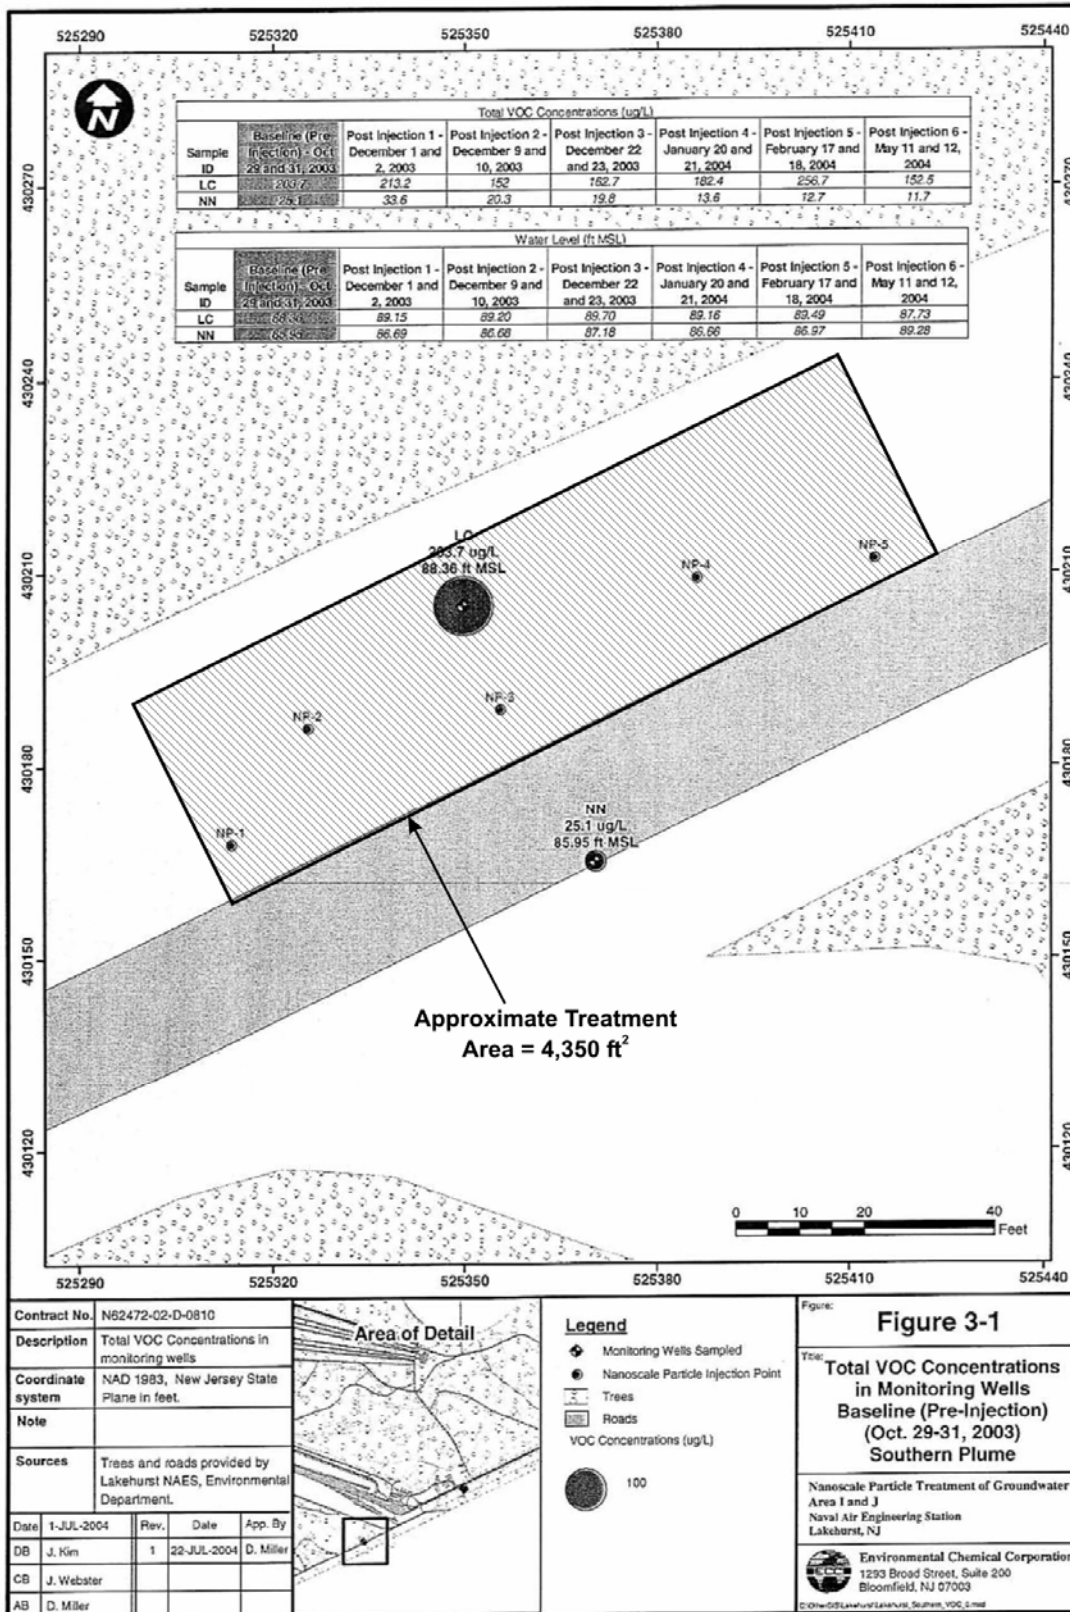 525290 525320 525350 525380 525410 525440
N
Total VOC Concentrations (ug/L)
Sample ID Baseline (Pre-Injection) - Oct 29 and 31, 2003 Post Injection 1 - December 1 and 2, 2003 Post Injection 2 - December 9 and 10, 2003 Post Injection 3 - December 22 and 23, 2003 Post Injection 4 - January 20 and 21, 2004 Post Injection 5 - February 17 and 18, 2004 Post Injection 6 - May 11 and 12, 2004
LC 203.7 213.2 152 162.7 182.4 256.7 152.5
NN 25.1 33.6 20.3 19.8 13.6 12.7 11.7
Water Level (ft MSL)
Sample ID Baseline (Pre-Injection) - Oct 29 and 31, 2003 Post Injection 1 - December 1 and 2, 2003 Post Injection 2 - December 9 and 10, 2003 Post Injection 3 - December 22 and 23, 2003 Post Injection 4 - January 20 and 21, 2004 Post Injection 5 - February 17 and 18, 2004 Post Injection 6 - May 11 and 12, 2004
LC 88.36 89.15 89.20 89.70 89.16 89.49 87.73
NN 85.95 86.69 86.68 87.18 86.66 86.97 89.28
430270 430270
430240 430240
430210 430210
430180 430180
430150 430150
430120 430120
LC
203.7 ug/L
88.36 ft MSL
NP-5
NP-4
NP-3
NP-2
NP-1
NN
25.1 ug/L
85.95 ft MSL
Approximate Treatment
Area = 4,350 ft²
0 10 20 40
Feet
525290 525320 525350 525380 525410 525440
Contract No. N62472-02-D-0810
Description Total VOC Concentrations in
monitoring wells
Coordinate system NAD 1983, New Jersey State
Plane in feet.
Note
Sources Trees and roads provided by
Lakehurst NAES, Environmental
Department.
Date 1-JUL-2004 Rev. Date App. By
DB J. Kim 1 22-JUL-2004 D. Miller
CB J. Webster
AB D. Miller
Area of Detail
Legend
Monitoring Wells Sampled
Nanoscale Particle Injection Point
Trees
Roads
VOC Concentrations (ug/L)
100
Figure:
Figure 3-1
Title:
Total VOC Concentrations
in Monitoring Wells
Baseline (Pre-Injection)
(Oct. 29-31, 2003)
Southern Plume
Nanoscale Particle Treatment of Groundwater
Area I and J
Naval Air Engineering Station
Lakehurst, NJ
ECC
Environmental Chemical Corporation
1293 Broad Street, Suite 200
Bloomfield, NJ 07003